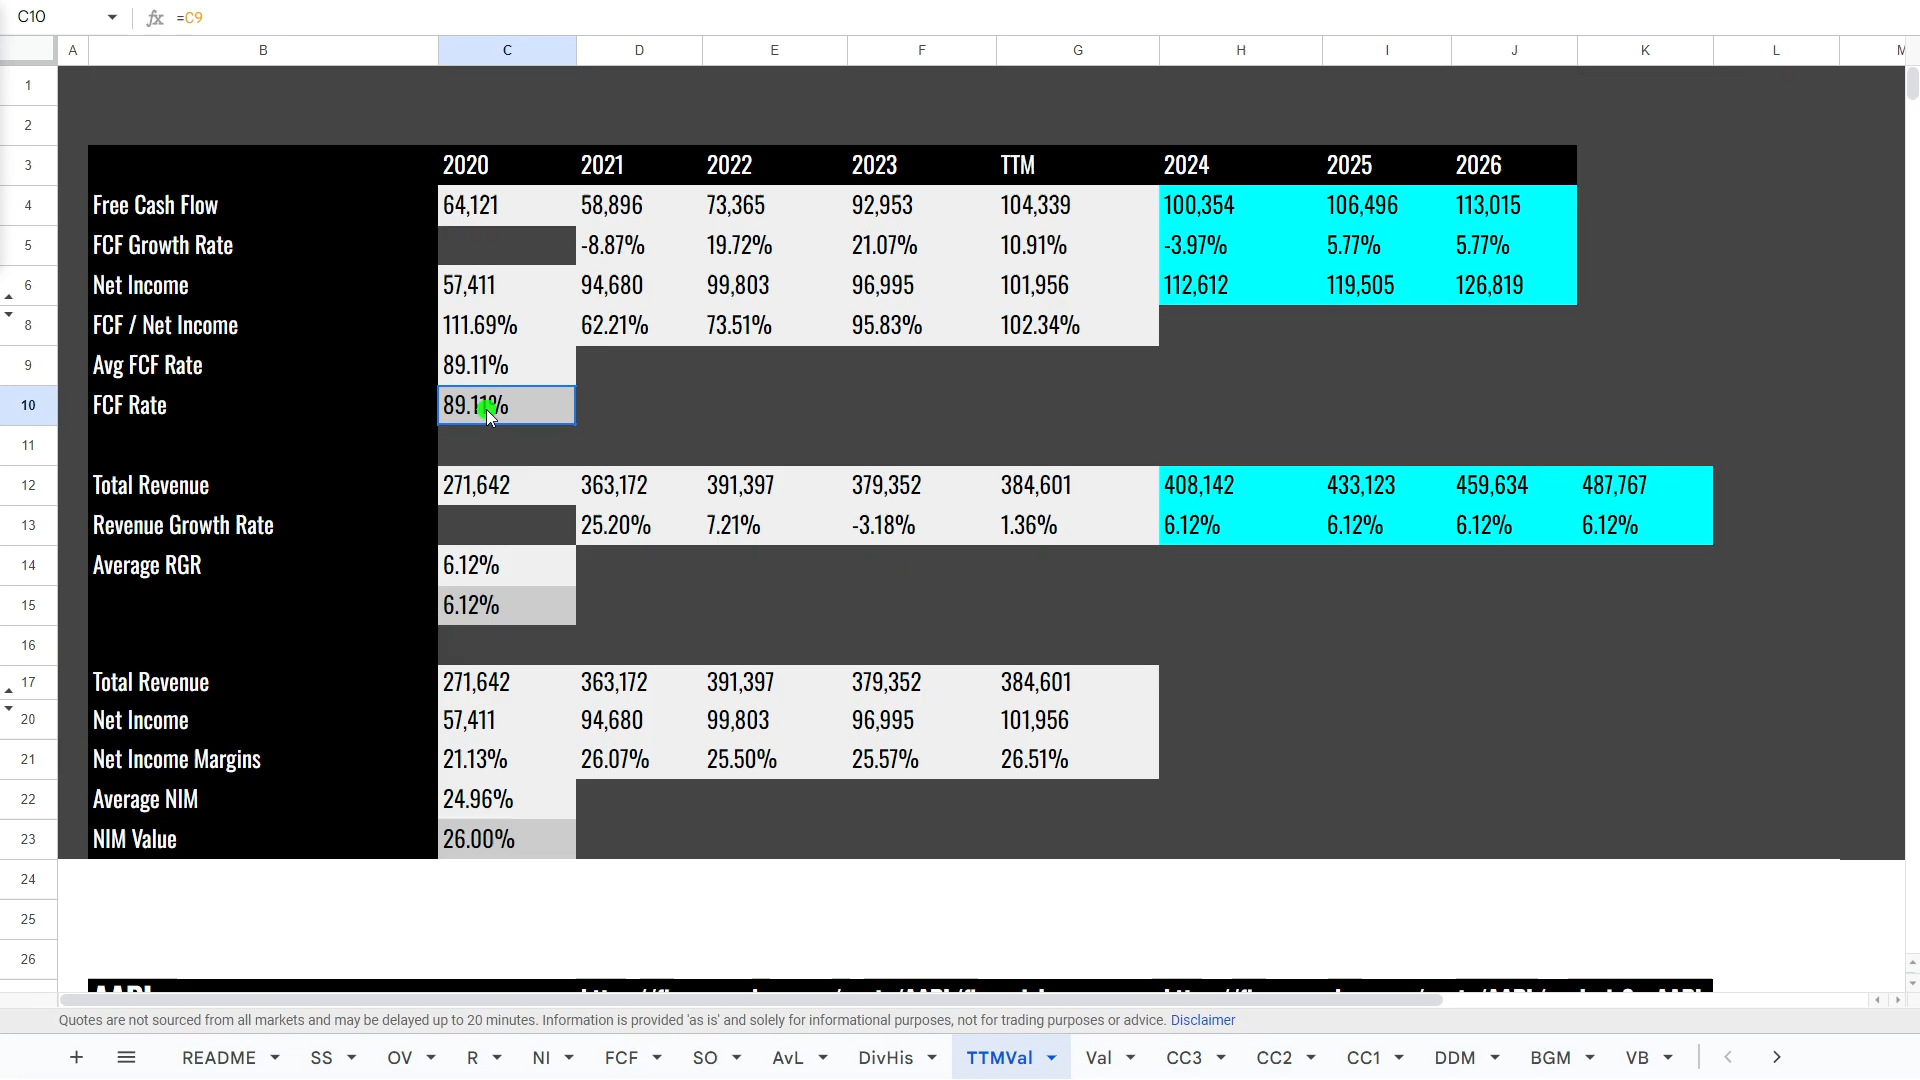 C10 fx =C9
A B C D E F G H I J K L M
1
2
3 2020 2021 2022 2023 TTM 2024 2025 2026
4 Free Cash Flow 64,121 58,896 73,365 92,953 104,339 100,354 106,496 113,015
5 FCF Growth Rate -8.87% 19.72% 21.07% 10.91% -3.97% 5.77% 5.77%
6 Net Income 57,411 94,680 99,803 96,995 101,956 112,612 119,505 126,819
8 FCF / Net Income 111.69% 62.21% 73.51% 95.83% 102.34%
9 Avg FCF Rate 89.11%
10 FCF Rate 89.11%
11
12 Total Revenue 271,642 363,172 391,397 379,352 384,601 408,142 433,123 459,634 487,767
13 Revenue Growth Rate 25.20% 7.21% -3.18% 1.36% 6.12% 6.12% 6.12% 6.12%
14 Average RGR 6.12%
15 6.12%
16
17 Total Revenue 271,642 363,172 391,397 379,352 384,601
20 Net Income 57,411 94,680 99,803 96,995 101,956
21 Net Income Margins 21.13% 26.07% 25.50% 25.57% 26.51%
22 Average NIM 24.96%
23 NIM Value 26.00%
24
25
26
Quotes are not sourced from all markets and may be delayed up to 20 minutes. Information is provided 'as is' and solely for informational purposes, not for trading purposes or advice. Disclaimer
README SS OV R NI FCF SO AvL DivHis TTMVal Val CC3 CC2 CC1 DDM BGM VB